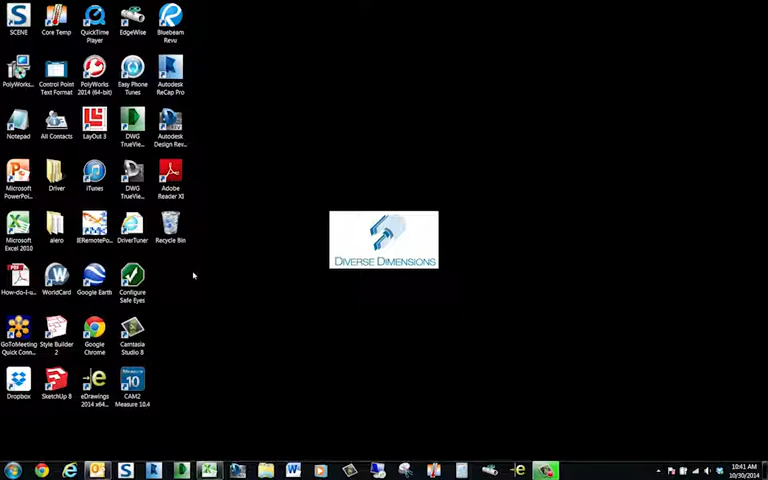 SCENE
Core Temp
QuickTime
Player
EdgeWise
Bluebeam
Revu
PolyWorks...
Control Point
Text Format
PolyWorks
2014 (64-bit)
Easy Phone
Tunes
Autodesk
ReCap Pro
Notepad
All Contacts
LayOut 3
DWG
TrueView...
Autodesk
Design Rev...
Microsoft
PowerPoi...
Driver
iTunes
DWG
TrueView...
Adobe
Reader XI
Microsoft
Excel 2010
alero
IERemotePo...
DriverTuner
Recycle Bin
How-do-I-u...
WorldCard
Google Earth
Configure
Safe Eyes
GoToMeeting
Quick Conn...
Style Builder
2
Google
Chrome
Camtasia
Studio 8
Dropbox
SketchUp 8
eDrawings
2014 x64...
CAM2
Measure 10.4
DIVERSE DIMENSIONS
10:41 AM
10/30/2014